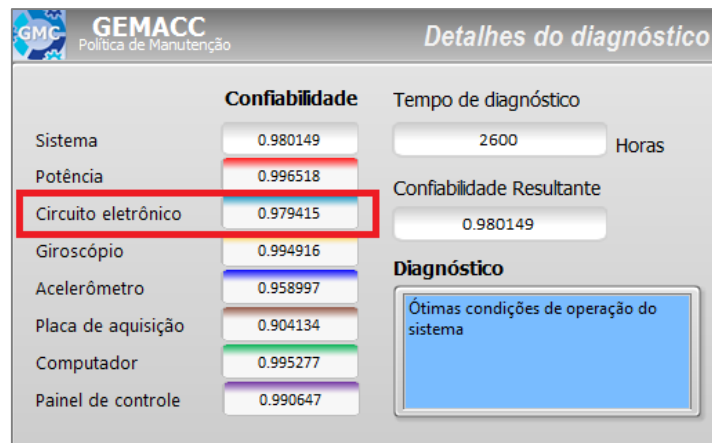 GMC
GEMACC
Política de Manutenção
Detalhes do diagnóstico
Confiabilidade
Sistema 0.980149
Potência 0.996518
Circuito eletrônico 0.979415
Giroscópio 0.994916
Acelerômetro 0.958997
Placa de aquisição 0.904134
Computador 0.995277
Painel de controle 0.990647
Tempo de diagnóstico
2600 Horas
Confiabilidade Resultante
0.980149
Diagnóstico
Ótimas condições de operação do
sistema